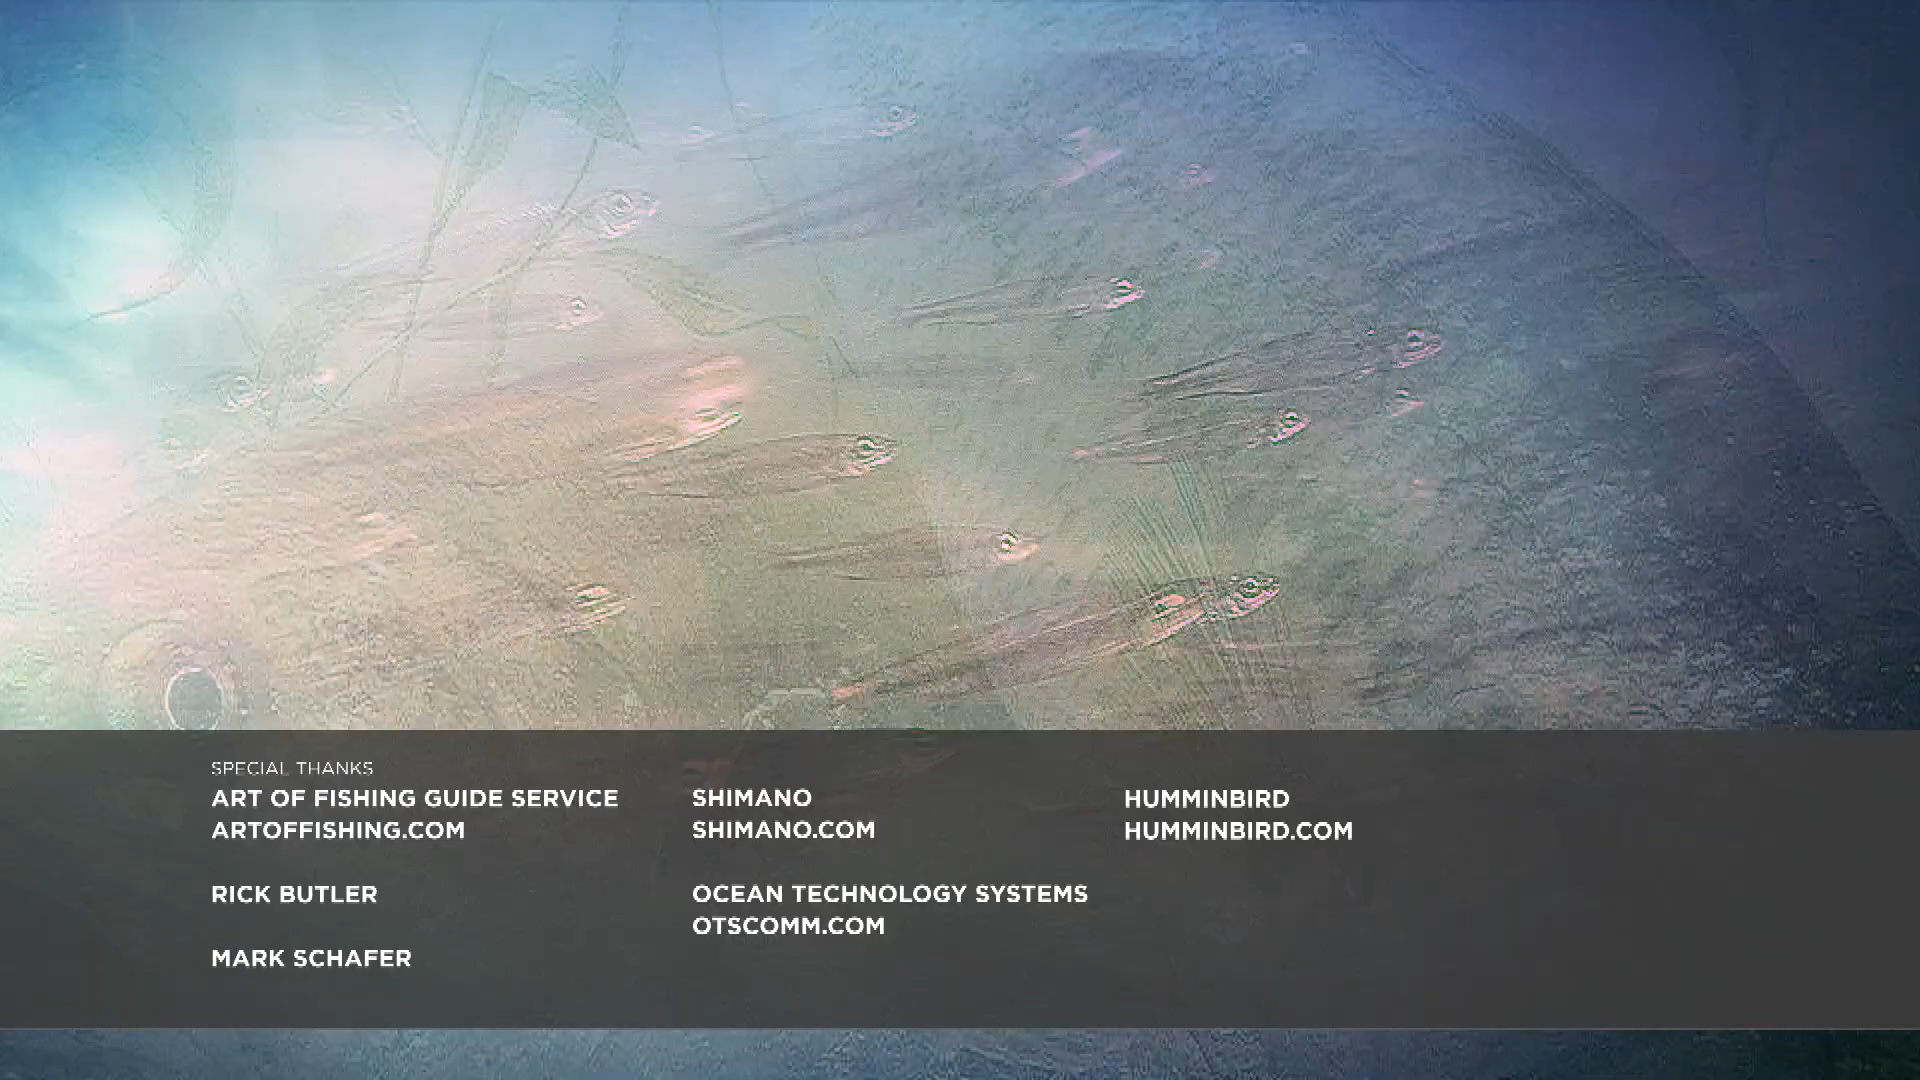 SPECIAL THANKS
ART OF FISHING GUIDE SERVICE
ARTOFFISHING.COM
RICK BUTLER
MARK SCHAFER
SHIMANO
SHIMANO.COM
OCEAN TECHNOLOGY SYSTEMS
OTSCOMM.COM
HUMMINBIRD
HUMMINBIRD.COM